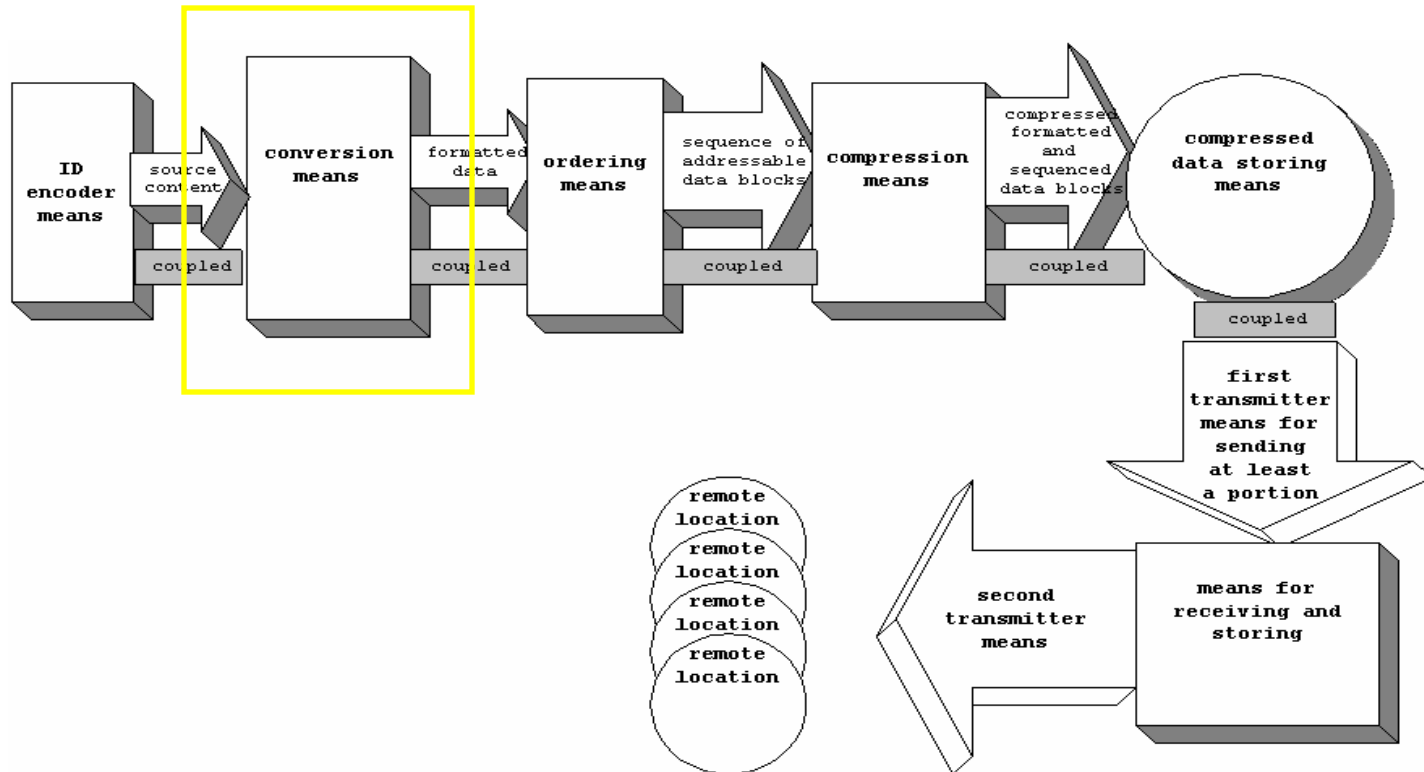 ID
encoder
means
source
content
coupled
conversion
means
formatted
data
coupled
ordering
means
sequence of
addressable
data blocks
coupled
compression
means
compressed
formatted
and
sequenced
data blocks
coupled
compressed
data storing
means
coupled
first
transmitter
means for
sending
at least
a portion
means for
receiving and
storing
second
transmitter
means
remote
location
remote
location
remote
location
remote
location